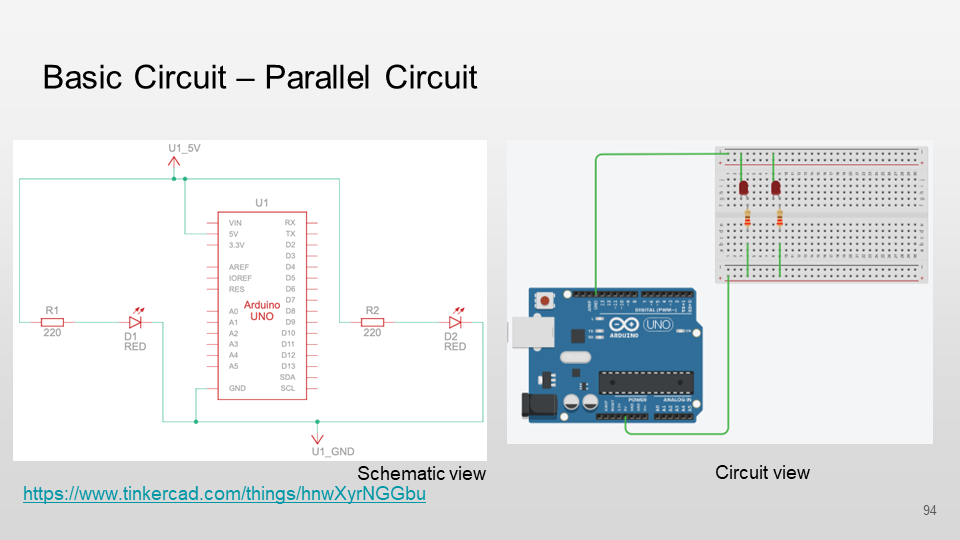 Basic Circuit – Parallel Circuit
U1_5V
U1
VIN
5V
3.3V
AREF
IOREF
RES
A0
A1
A2
A3
A4
A5
GND
RX
TX
D2
D3
D4
D5
D6
D7
D8
D9
D10
D11
D12
D13
SDA
SCL
Arduino
UNO
R1
220
D1
RED
R2
220
D2
RED
U1_GND
DIGITAL (PWM~)
UNO
ARDUINO
POWER
ANALOG IN
Schematic view
Circuit view
https://www.tinkercad.com/things/hnwXyrNGGbu
94